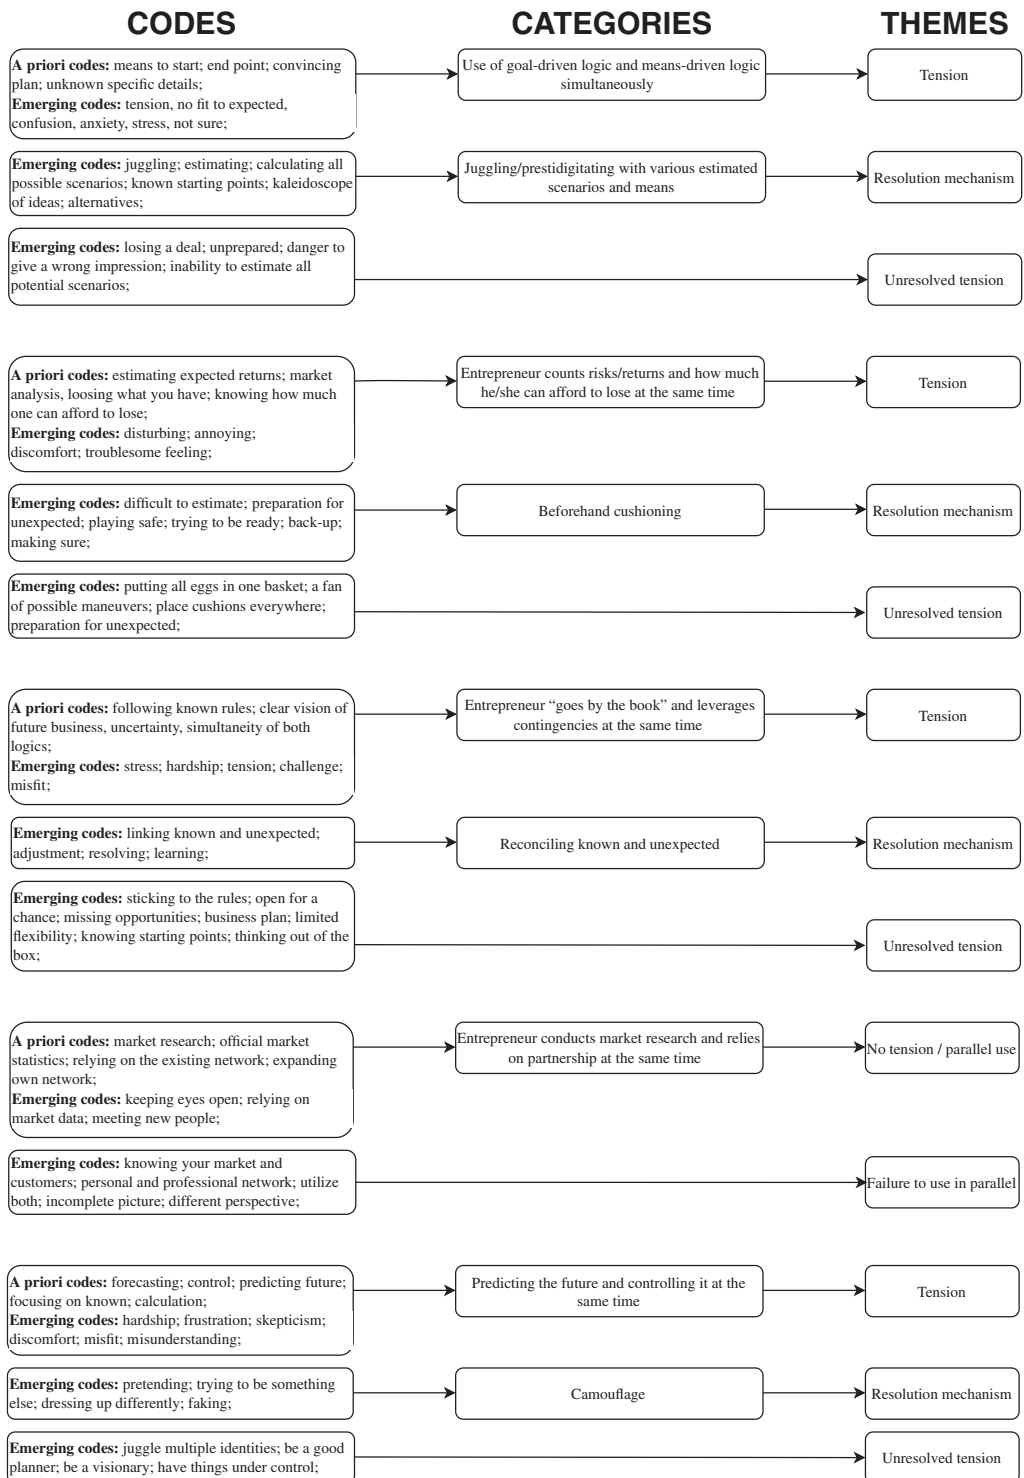 CODES
CATEGORIES
THEMES
A priori codes: means to start; end point; convincing
plan; unknown specific details;
Emerging codes: tension, no fit to expected,
confusion, anxiety, stress, not sure;
Use of goal-driven logic and means-driven logic
simultaneously
Tension
Emerging codes: juggling; estimating; calculating all
possible scenarios; known starting points; kaleidoscope
of ideas; alternatives;
Juggling/prestidigitating with various estimated
scenarios and means
Resolution mechanism
Emerging codes: losing a deal; unprepared; danger to
give a wrong impression; inability to estimate all
potential scenarios;
Unresolved tension
A priori codes: estimating expected returns; market
analysis, loosing what you have; knowing how much
one can afford to lose;
Emerging codes: disturbing; annoying;
discomfort; troublesome feeling;
Entrepreneur counts risks/returns and how much
he/she can afford to lose at the same time
Tension
Emerging codes: difficult to estimate; preparation for
unexpected; playing safe; trying to be ready; back-up;
making sure;
Beforehand cushioning
Resolution mechanism
Emerging codes: putting all eggs in one basket; a fan
of possible maneuvers; place cushions everywhere;
preparation for unexpected;
Unresolved tension
A priori codes: following known rules; clear vision of
future business, uncertainty, simultaneity of both
logics;
Emerging codes: stress; hardship; tension; challenge;
misfit;
Entrepreneur “goes by the book” and leverages
contingencies at the same time
Tension
Emerging codes: linking known and unexpected;
adjustment; resolving; learning;
Reconciling known and unexpected
Resolution mechanism
Emerging codes: sticking to the rules; open for a
chance; missing opportunities; business plan; limited
flexibility; knowing starting points; thinking out of the
box;
Unresolved tension
A priori codes: market research; official market
statistics; relying on the existing network; expanding
own network;
Emerging codes: keeping eyes open; relying on
market data; meeting new people;
Entrepreneur conducts market research and relies
on partnership at the same time
No tension / parallel use
Emerging codes: knowing your market and
customers; personal and professional network; utilize
both; incomplete picture; different perspective;
Failure to use in parallel
A priori codes: forecasting; control; predicting future;
focusing on known; calculation;
Emerging codes: hardship; frustration; skepticism;
discomfort; misfit; misunderstanding;
Predicting the future and controlling it at the
same time
Tension
Emerging codes: pretending; trying to be something
else; dressing up differently; faking;
Camouflage
Resolution mechanism
Emerging codes: juggle multiple identities; be a good
planner; be a visionary; have things under control;
Unresolved tension